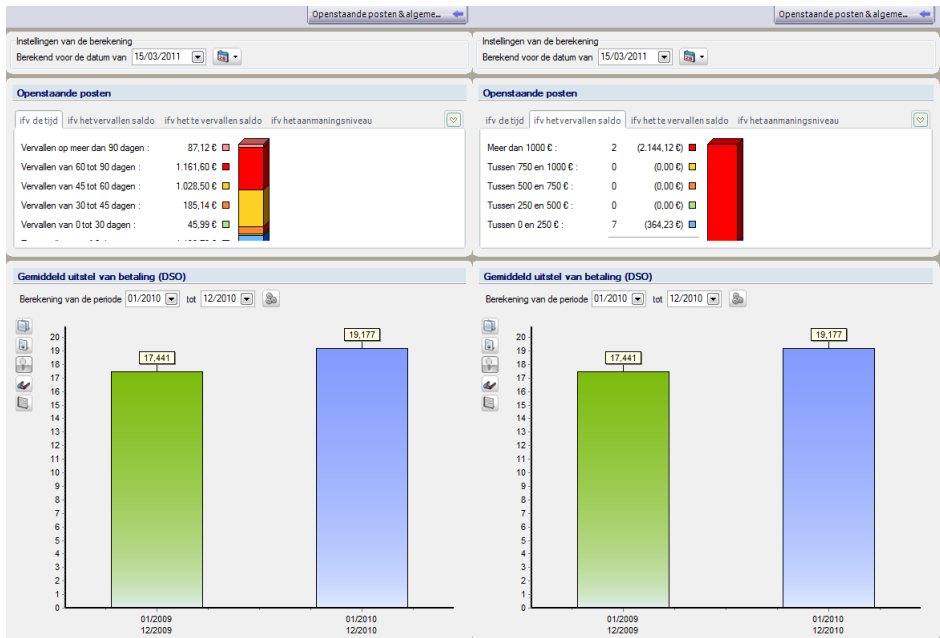 Openstaande posten & algeme...
Instellingen van de berekening
Berekend voor de datum van 15/03/2011
Openstaande posten
ifv de tijd ifv het vervallen saldo ifv het te vervallen saldo ifv het aanmaningsniveau
Vervallen op meer dan 90 dagen : 87,12 €
Vervallen van 60 tot 90 dagen : 1.161,60 €
Vervallen van 45 tot 60 dagen : 1.028,50 €
Vervallen van 30 tot 45 dagen : 185,14 €
Vervallen van 0 tot 30 dagen : 45,99 €
Gemiddeld uitstel van betaling (DSO)
Berekening van de periode 01/2010 tot 12/2010
20
19
18
17
16
15
14
13
12
11
10
9
8
7
6
5
4
3
2
1
0
17,441
19,177
01/2009 01/2010
12/2009 12/2010
Openstaande posten & algeme...
Instellingen van de berekening
Berekend voor de datum van 15/03/2011
Openstaande posten
ifv de tijd ifv het vervallen saldo ifv het te vervallen saldo ifv het aanmaningsniveau
Meer dan 1000 € : 2 (2.144,12 €)
Tussen 750 en 1000 € : 0 (0,00 €)
Tussen 500 en 750 € : 0 (0,00 €)
Tussen 250 en 500 € : 0 (0,00 €)
Tussen 0 en 250 € : 7 (364,23 €)
Gemiddeld uitstel van betaling (DSO)
Berekening van de periode 01/2010 tot 12/2010
20
19
18
17
16
15
14
13
12
11
10
9
8
7
6
5
4
3
2
1
0
17,441
19,177
01/2009 01/2010
12/2009 12/2010